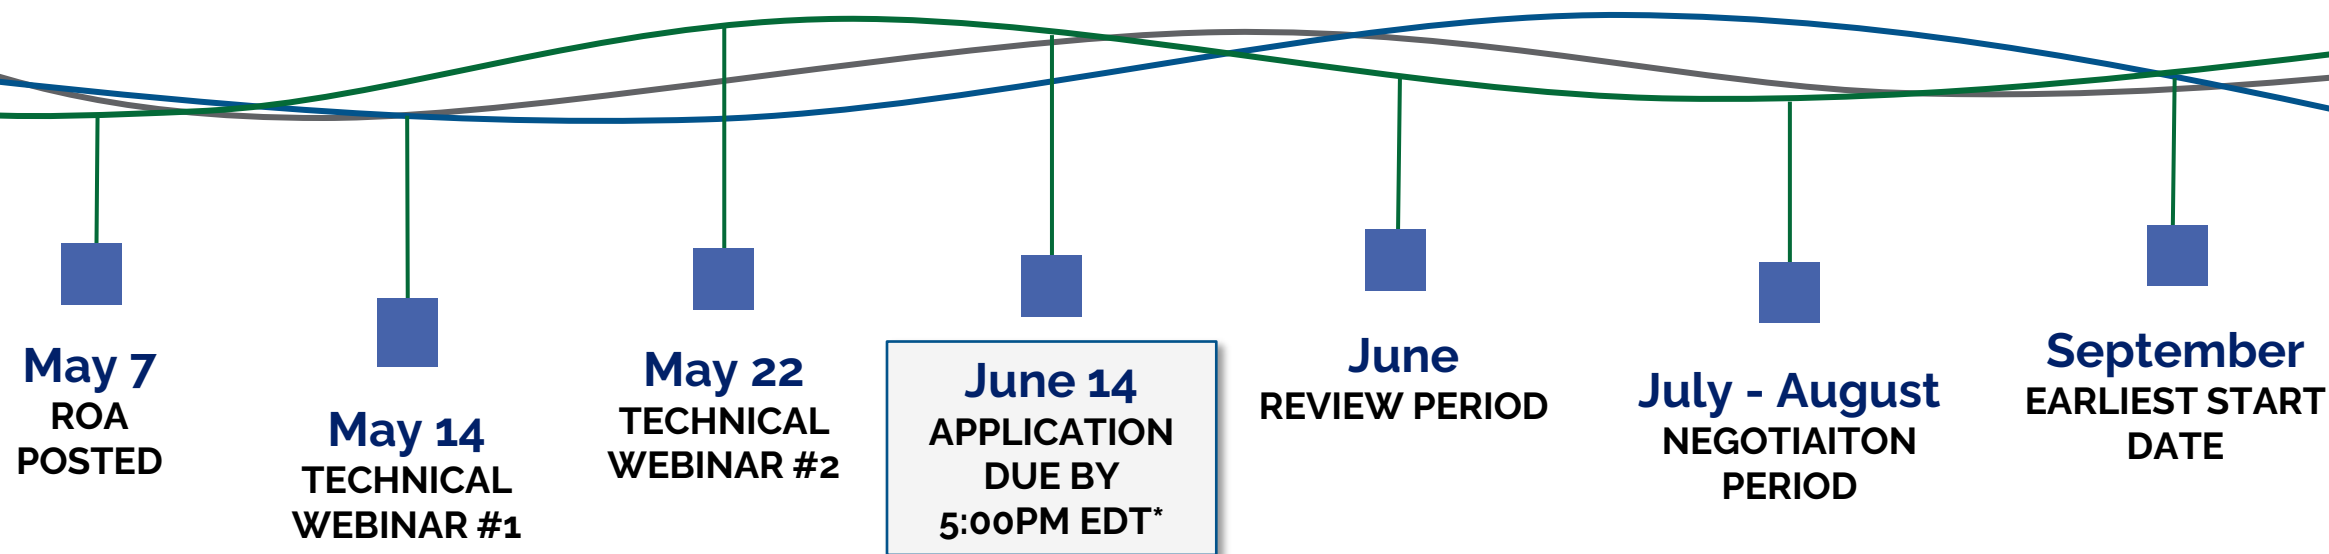 May 7
ROA
POSTED
May 14
TECHNICAL
WEBINAR #1
May 22
TECHNICAL
WEBINAR #2
June 14
APPLICATION
DUE BY
5:00PM EDT*
June
REVIEW PERIOD
July - August
NEGOTIAITON
PERIOD
September
EARLIEST START
DATE